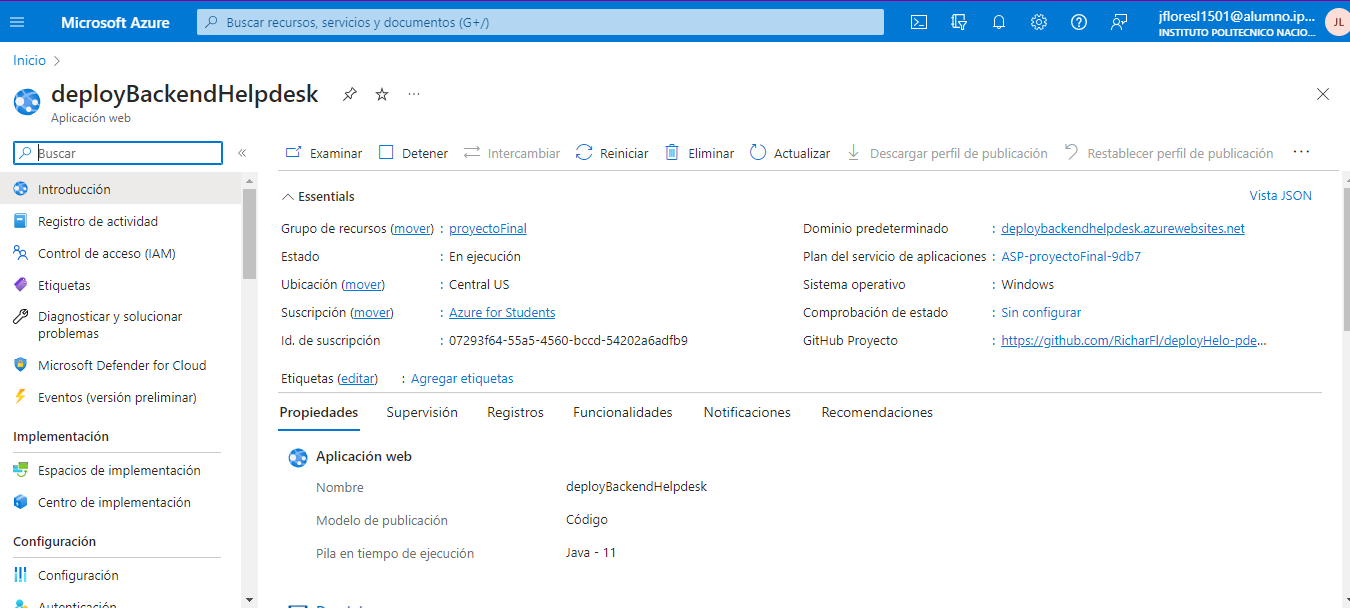 Microsoft Azure
Buscar recursos, servicios y documentos (G+/)
jfloresl1501@alumno.ip...
INSTITUTO POLITECNICO NACIO...
JL
Inicio
deployBackendHelpdesk
Aplicación web
Buscar
Introducción
Registro de actividad
Control de acceso (IAM)
Etiquetas
Diagnosticar y solucionar
problemas
Microsoft Defender for Cloud
Eventos (versión preliminar)
Implementación
Espacios de implementación
Centro de implementación
Configuración
Configuración
Autenticación
Examinar Detener Intercambiar Reiniciar Eliminar Actualizar Descargar perfil de publicación Restablecer perfil de publicación ...
Essentials
Vista JSON
Grupo de recursos (mover) : proyectoFinal
Estado : En ejecución
Ubicación (mover) : Central US
Suscripción (mover) : Azure for Students
Id. de suscripción : 07293f64-55a5-4560-bccd-54202a6adfb9
Dominio predeterminado : deploybackendhelpdesk.azurewebsites.net
Plan del servicio de aplicaciones : ASP-proyectoFinal-9db7
Sistema operativo : Windows
Comprobación de estado : Sin configurar
GitHub Proyecto : https://github.com/RicharFl/deployHelo-pde...
Etiquetas (editar) : Agregar etiquetas
Propiedades Supervisión Registros Funcionalidades Notificaciones Recomendaciones
Aplicación web
Nombre deployBackendHelpdesk
Modelo de publicación Código
Pila en tiempo de ejecución Java - 11